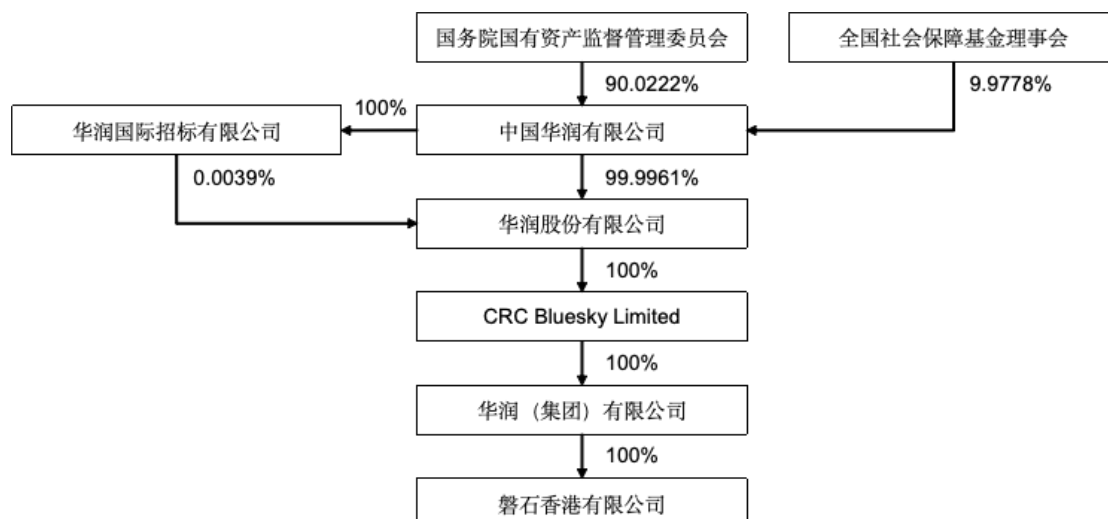 国务院国有资产监督管理委员会
全国社会保障基金理事会
90.0222%
9.9778%
100%
华润国际招标有限公司
中国华润有限公司
0.0039%
99.9961%
华润股份有限公司
100%
CRC Bluesky Limited
100%
华润（集团）有限公司
100%
磐石香港有限公司